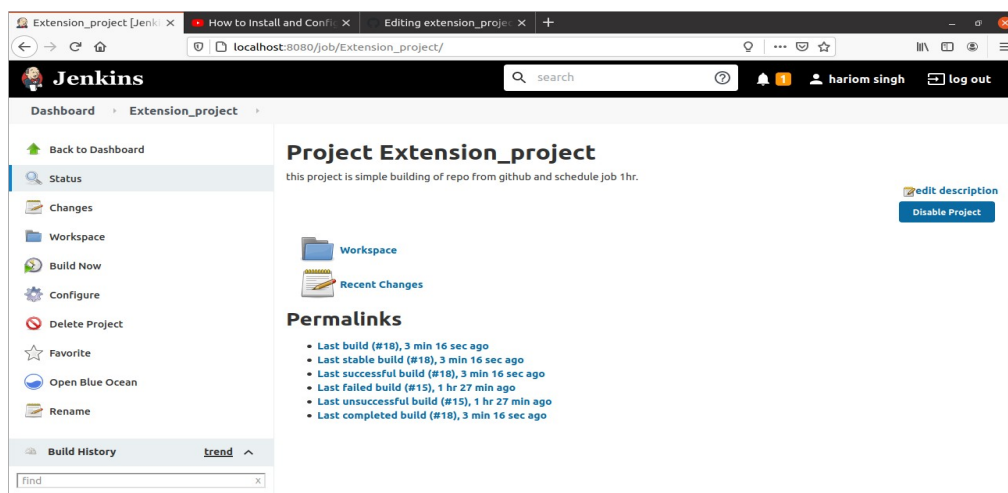 Extension_project [Jenki
How to Install and Config
Editing extension_projec
localhost:8080/job/Extension_project/
Jenkins
search
1
hariom singh
log out
Dashboard
Extension_project
Back to Dashboard
Status
Changes
Workspace
Build Now
Configure
Delete Project
Favorite
Open Blue Ocean
Rename
Build History
trend
find
x
Project Extension_project
this project is simple building of repo from github and schedule job 1hr.
edit description
Disable Project
Workspace
Recent Changes
Permalinks
Last build (#18), 3 min 16 sec ago
Last stable build (#18), 3 min 16 sec ago
Last successful build (#18), 3 min 16 sec ago
Last failed build (#15), 1 hr 27 min ago
Last unsuccessful build (#15), 1 hr 27 min ago
Last completed build (#18), 3 min 16 sec ago